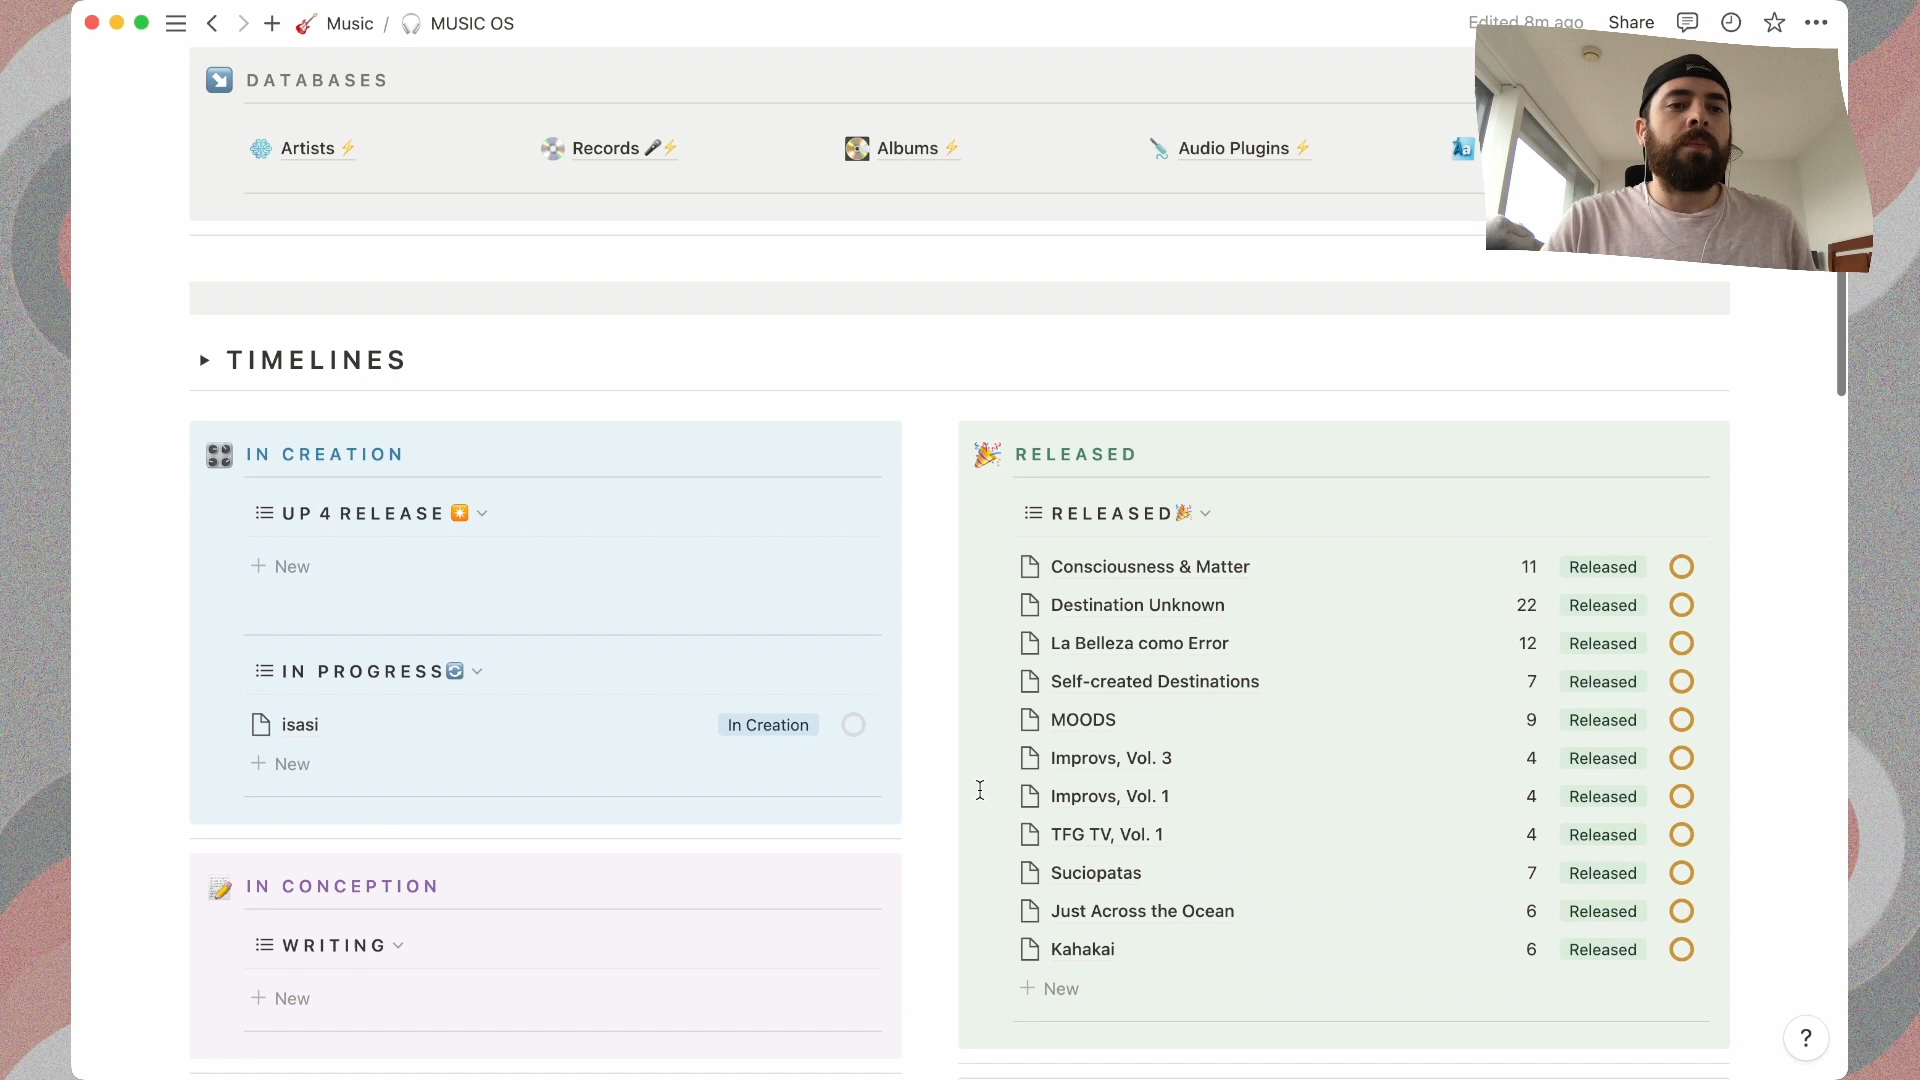 Music / MUSIC OS
Edited 8m ago Share
DATABASES
Artists
Records
Albums
Audio Plugins
TIMELINES
IN CREATION
UP 4 RELEASE
New
IN PROGRESS
isasi In Creation
New
IN CONCEPTION
WRITING
New
RELEASED
RELEASED
Consciousness & Matter 11 Released
Destination Unknown 22 Released
La Belleza como Error 12 Released
Self-created Destinations 7 Released
MOODS 9 Released
Improvs, Vol. 3 4 Released
Improvs, Vol. 1 4 Released
TFG TV, Vol. 1 4 Released
Suciopatas 7 Released
Just Across the Ocean 6 Released
Kahakai 6 Released
New
?